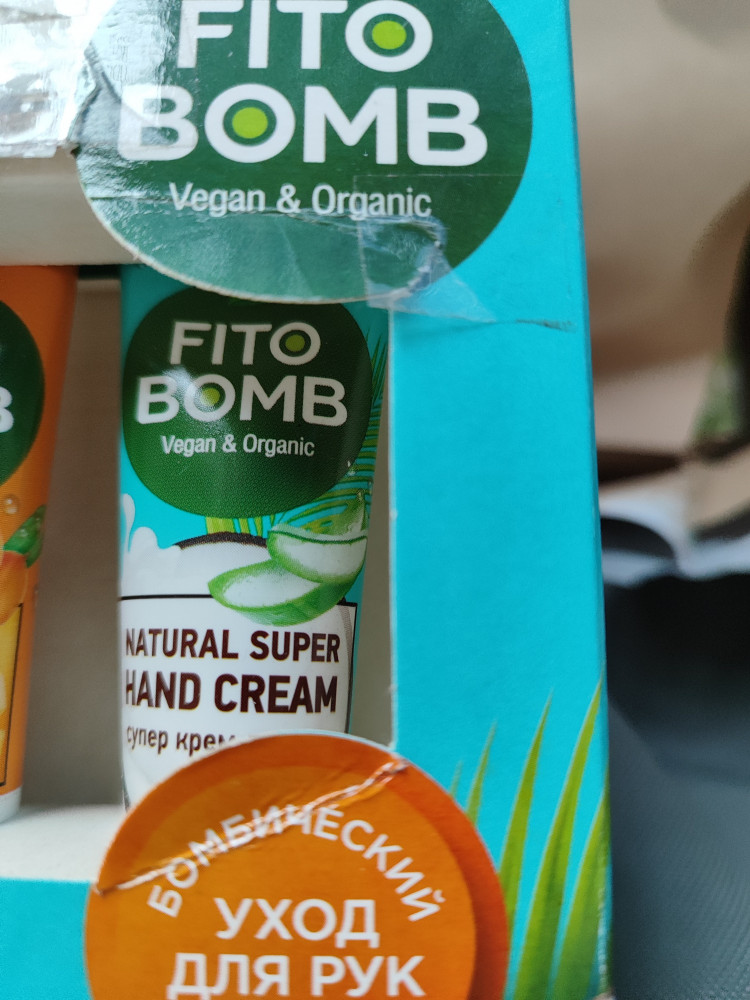 FITO
BOMB
Vegan & Organic
FITO
BOMB
Vegan & Organic
B
NATURAL SUPER
HAND CREAM
супер крем
БОМБИЧЕСКИЙ
УХОД
ДЛЯ РУК